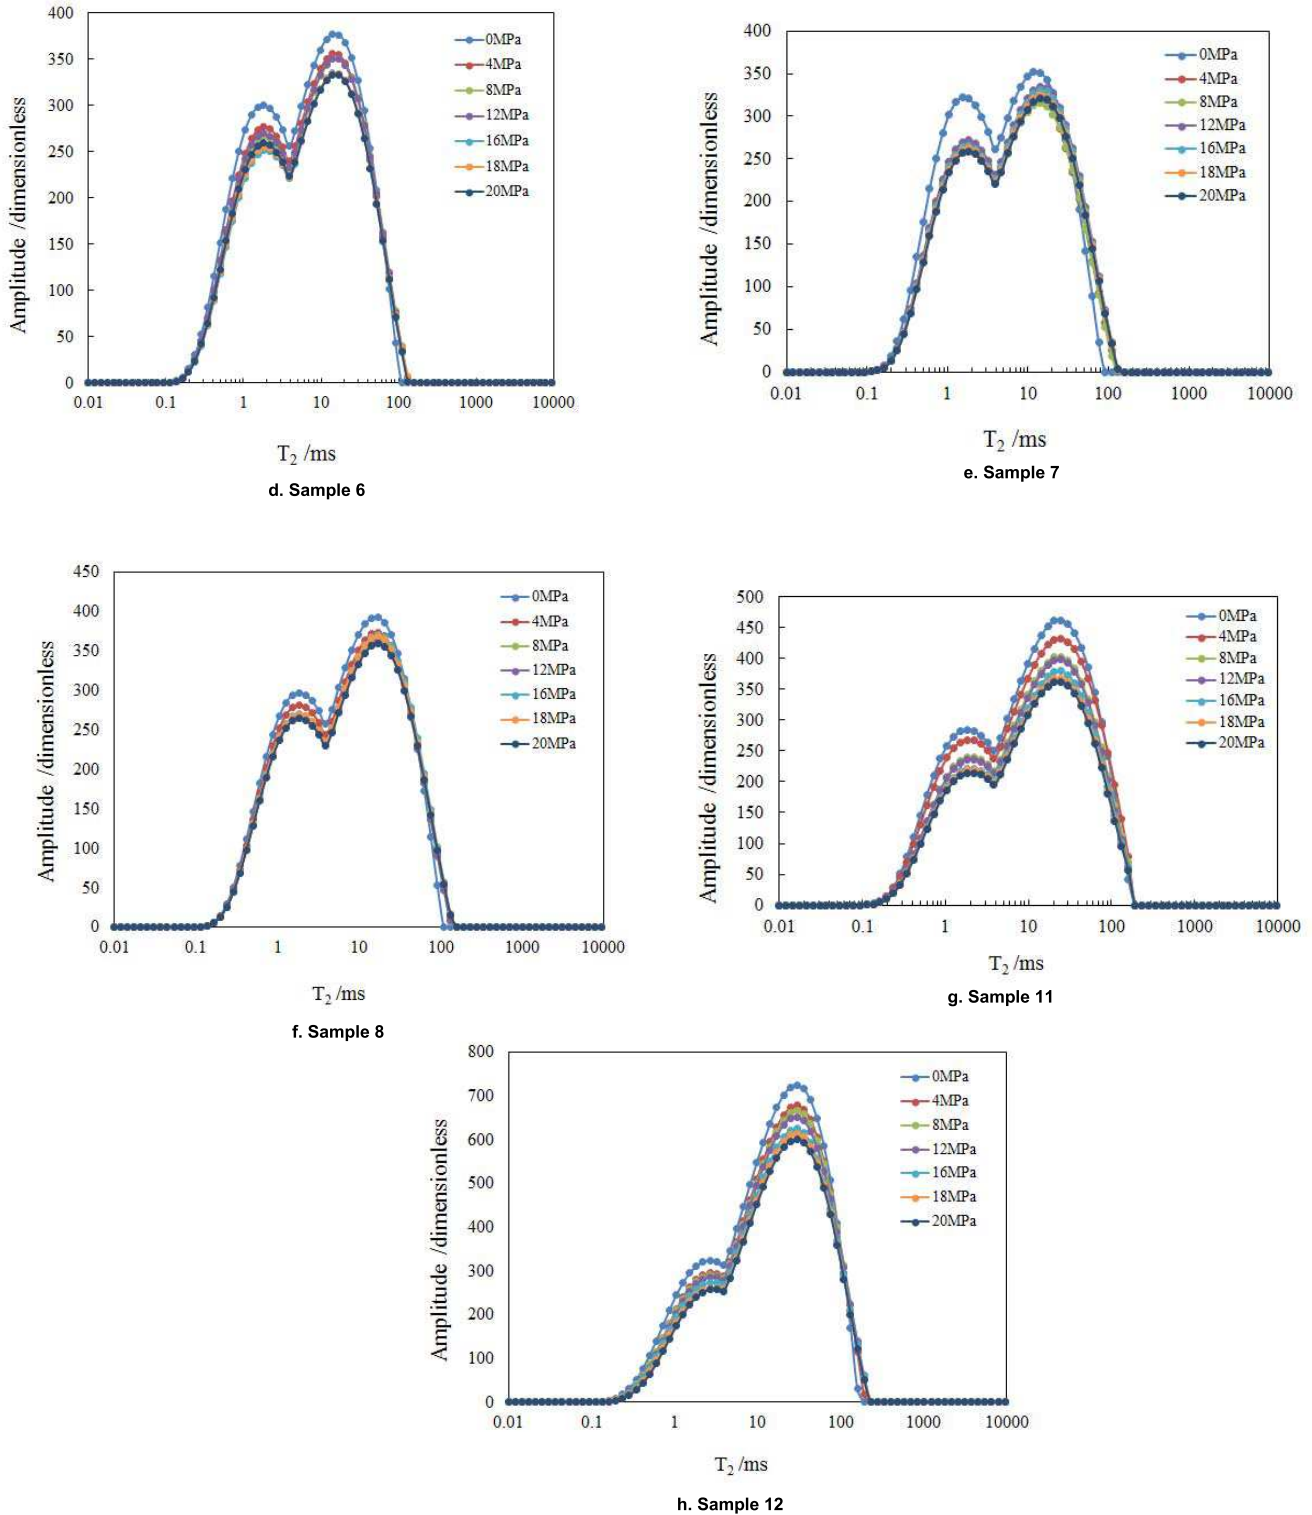 400
350
300
250
200
150
100
50
0
Amplitude /dimensionless
0MPa
4MPa
8MPa
12MPa
16MPa
18MPa
20MPa
0.01 0.1 1 10 100 1000 10000
T2 /ms
d. Sample 6
400
350
300
250
200
150
100
50
0
Amplitude /dimensionless
0MPa
4MPa
8MPa
12MPa
16MPa
18MPa
20MPa
0.01 0.1 1 10 100 1000 10000
T2 /ms
e. Sample 7
450
400
350
300
250
200
150
100
50
0
Amplitude /dimensionless
0MPa
4MPa
8MPa
12MPa
16MPa
18MPa
20MPa
0.01 0.1 1 10 100 1000 10000
T2 /ms
f. Sample 8
500
450
400
350
300
250
200
150
100
50
0
Amplitude /dimensionless
0MPa
4MPa
8MPa
12MPa
16MPa
18MPa
20MPa
0.01 0.1 1 10 100 1000 10000
T2 /ms
g. Sample 11
800
700
600
500
400
300
200
100
0
Amplitude /dimensionless
0MPa
4MPa
8MPa
12MPa
16MPa
18MPa
20MPa
0.01 0.1 1 10 100 1000 10000
T2 /ms
h. Sample 12